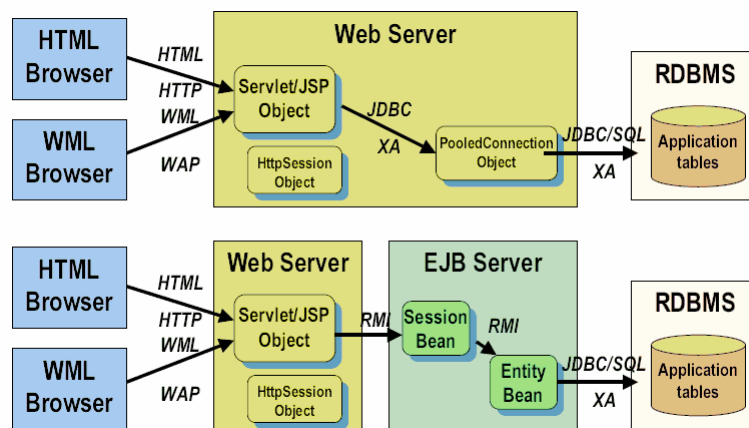 HTML
Browser
HTML
HTTP
WML
WAP
WML
Browser
Web Server
Servlet/JSP
Object
HttpSession
Object
JDBC
XA
PooledConnection
Object
JDBC/SQL
XA
RDBMS
Application
tables
HTML
Browser
HTML
HTTP
WML
WAP
WML
Browser
Web Server
Servlet/JSP
Object
HttpSession
Object
RMI
EJB Server
Session
Bean
RMI
Entity
Bean
JDBC/SQL
XA
RDBMS
Application
tables